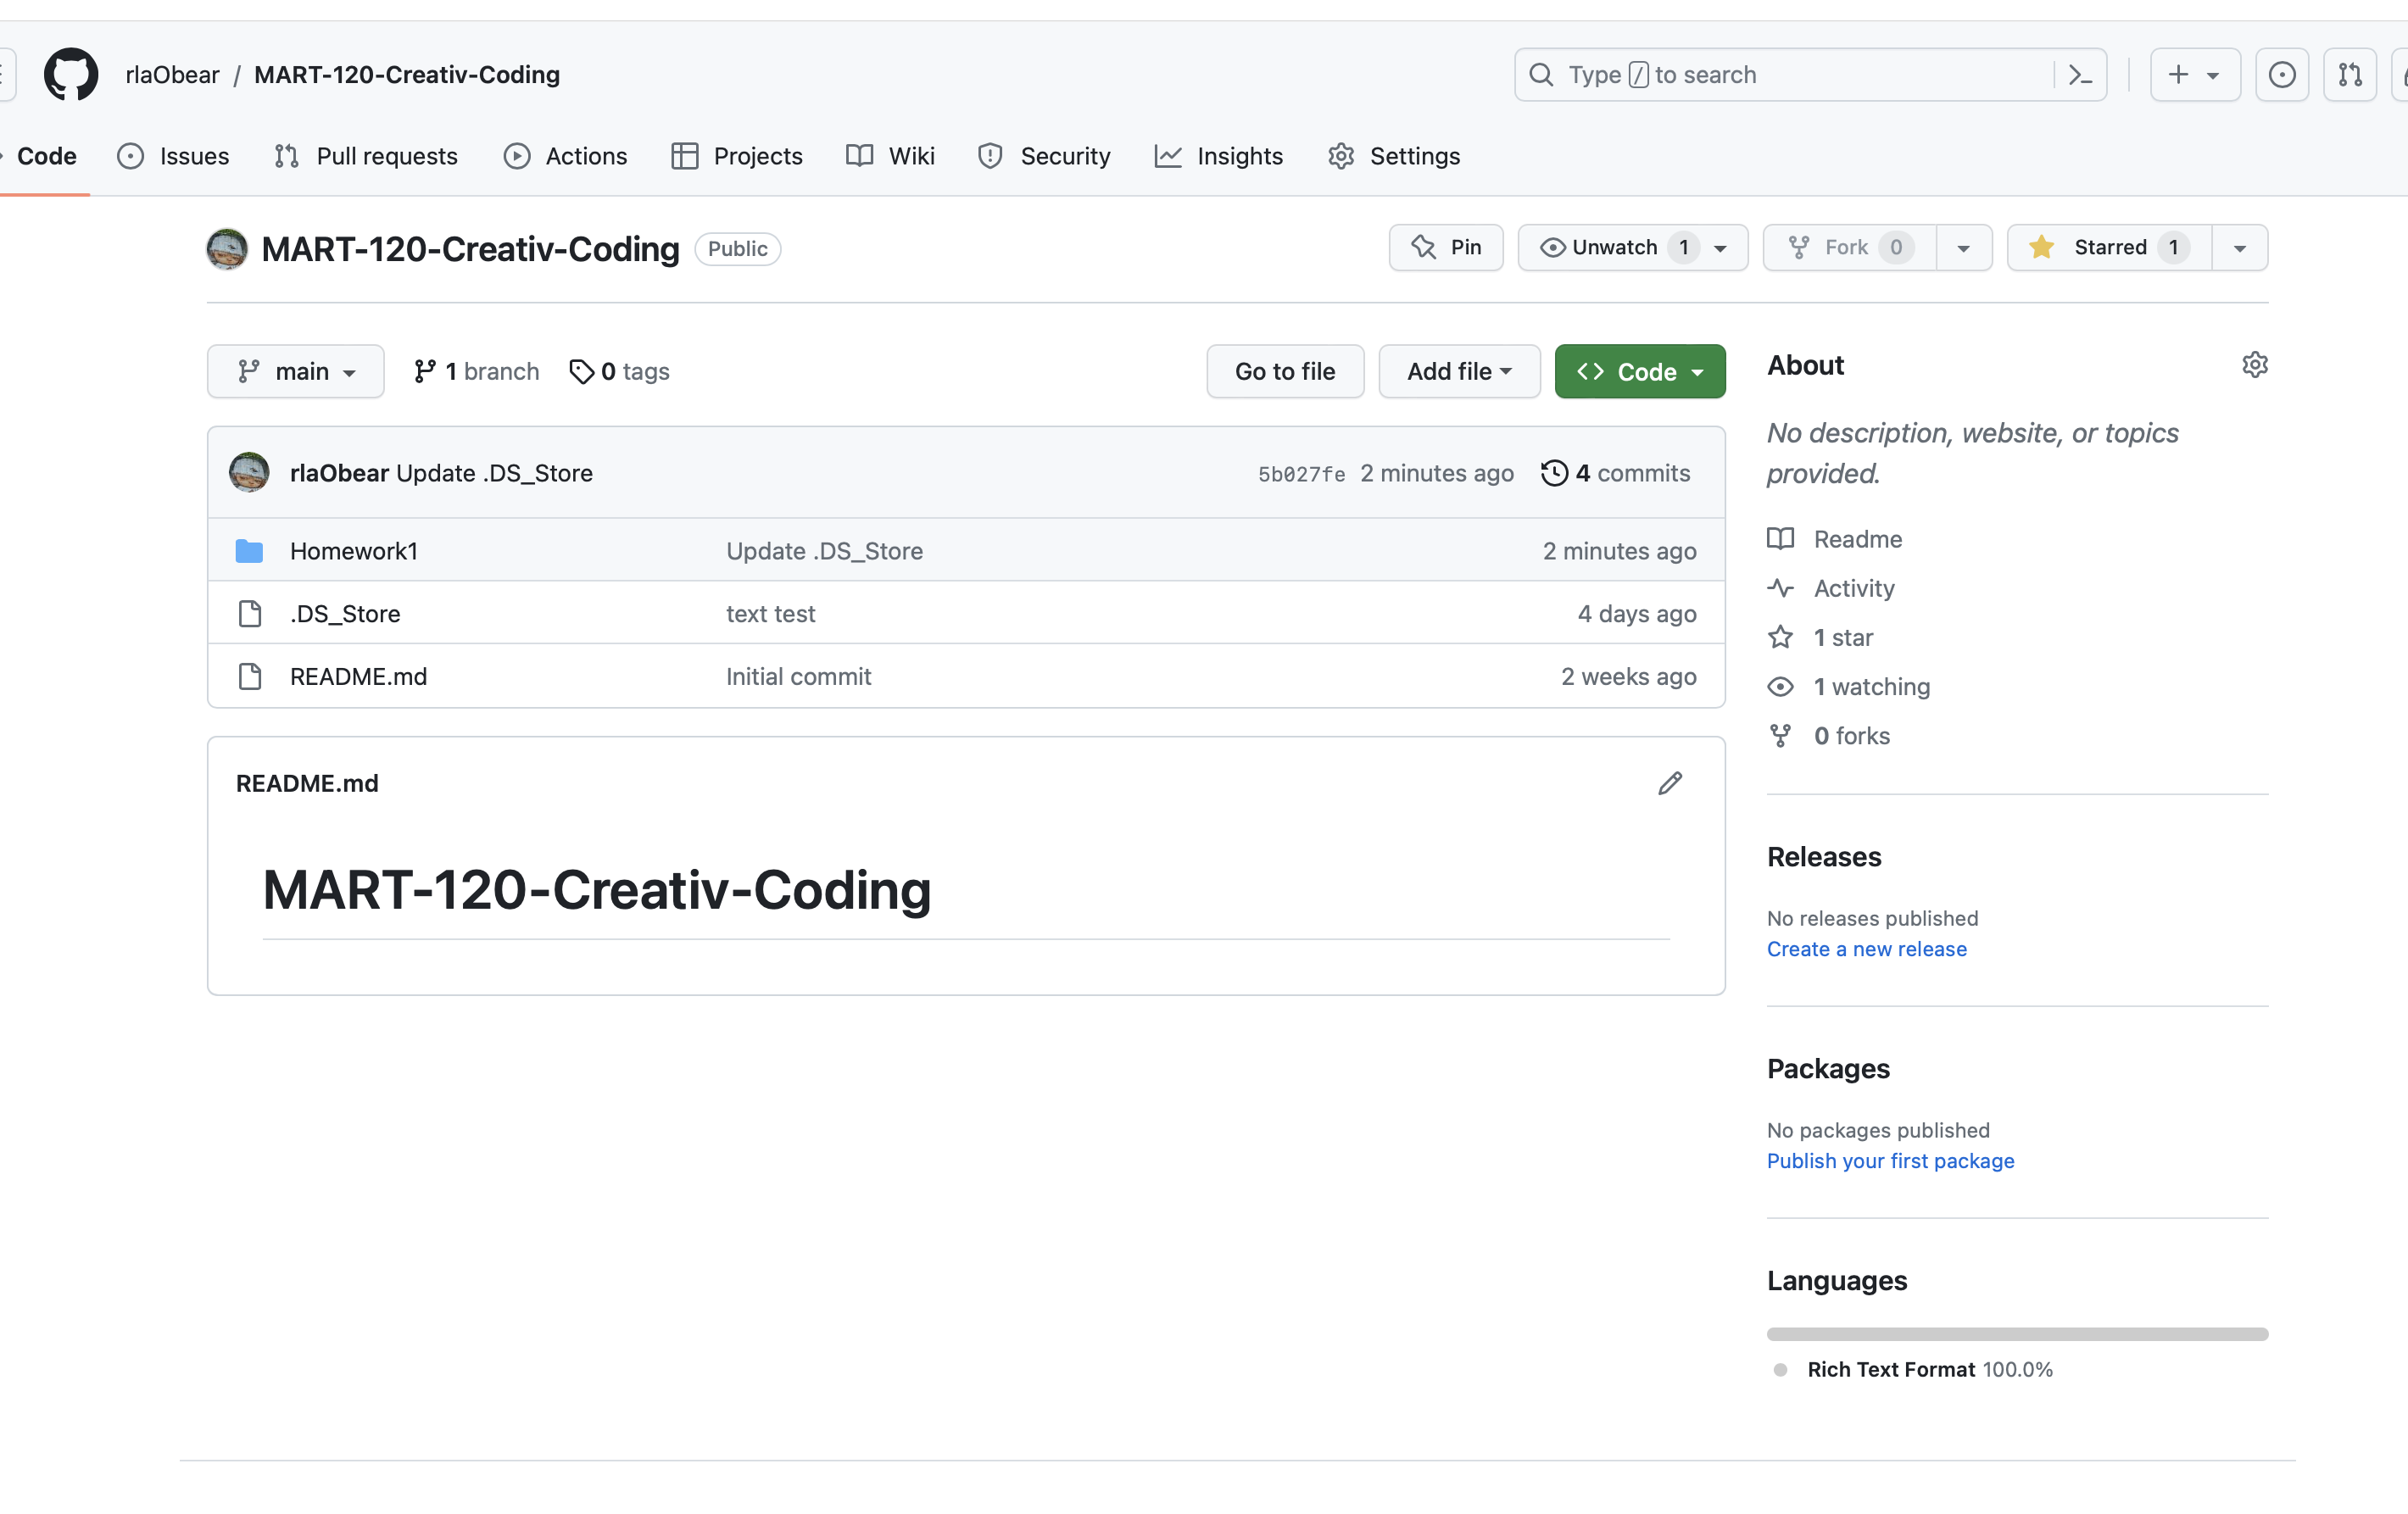 rlaObear / MART-120-Creativ-Coding
Type / to search
Code Issues Pull requests Actions Projects Wiki Security Insights Settings
MART-120-Creativ-Coding Public
Pin Unwatch 1 Fork 0 Starred 1
main 1 branch 0 tags Go to file Add file Code
rlaObear Update .DS_Store 5b027fe 2 minutes ago 4 commits
Homework1 Update .DS_Store 2 minutes ago
.DS_Store text test 4 days ago
README.md Initial commit 2 weeks ago
README.md
MART-120-Creativ-Coding
About
No description, website, or topics
provided.
Readme
Activity
1 star
1 watching
0 forks
Releases
No releases published
Create a new release
Packages
No packages published
Publish your first package
Languages
Rich Text Format 100.0%